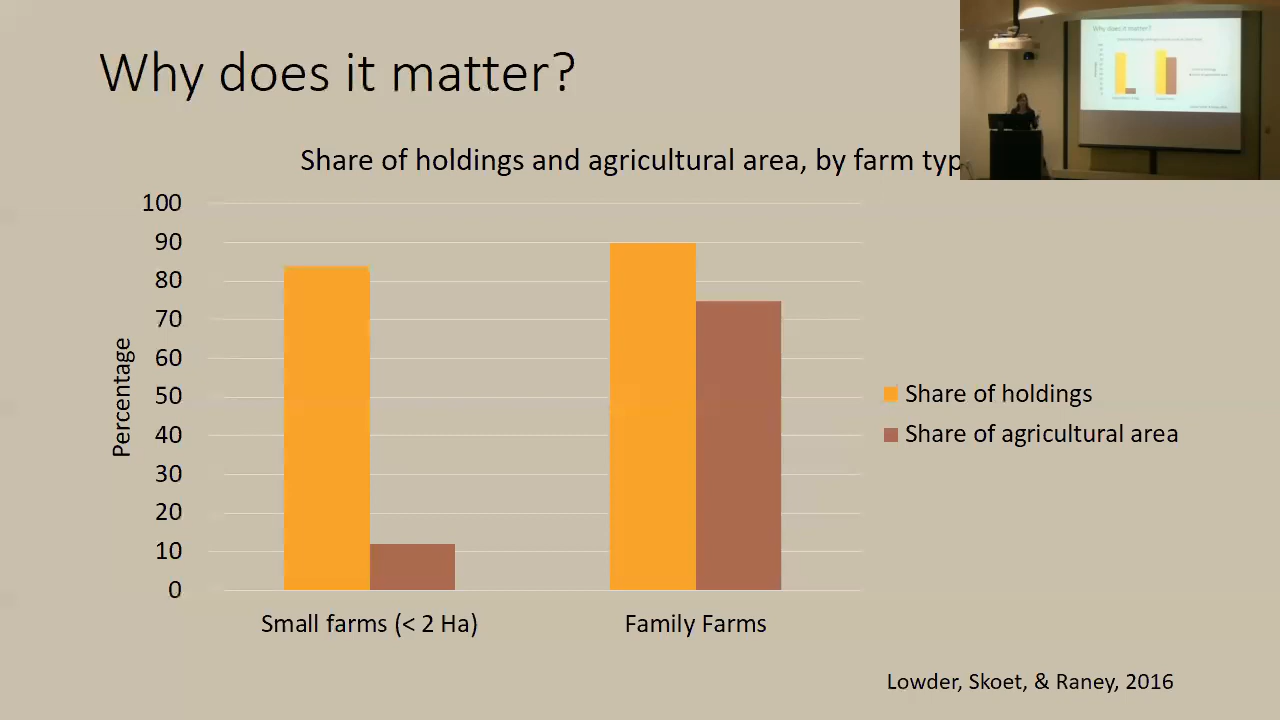 Why does it matter?
Share of holdings and agricultural area, by farm typ
100
90
80
70
60
50
40
30
20
10
0
Percentage
Small farms (< 2 Ha)
Family Farms
Share of holdings
Share of agricultural area
Lowder, Skoet, & Raney, 2016
Why does it matter?